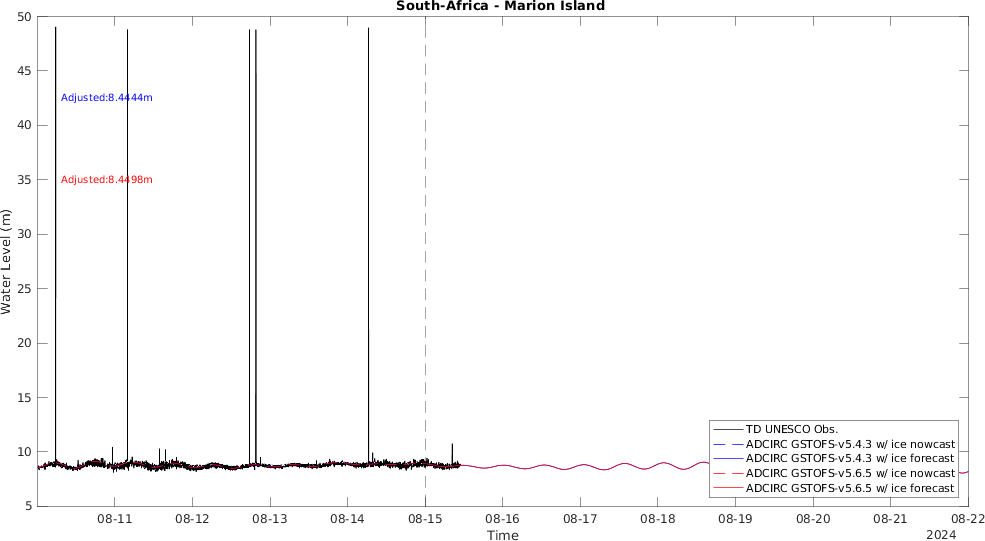 South-Africa - Marion Island
50
45
40
35
30
25
20
15
10
5
Water Level (m)
Adjusted:8.4444m
Adjusted:8.4498m
TD UNESCO Obs.
ADCIRC GSTOFS-v5.4.3 w/ ice nowcast
ADCIRC GSTOFS-v5.4.3 w/ ice forecast
ADCIRC GSTOFS-v5.6.5 w/ ice nowcast
ADCIRC GSTOFS-v5.6.5 w/ ice forecast
08-11 08-12 08-13 08-14 08-15 08-16 08-17 08-18 08-19 08-20 08-21 08-22
Time
2024